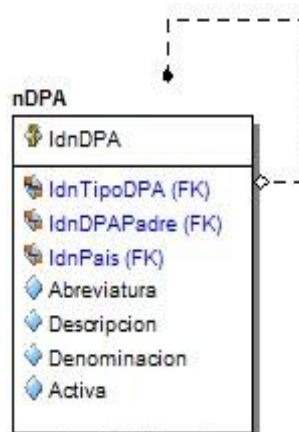 nDPA
IdnDPA
IdnTipoDPA (FK)
IdnDPAPadre (FK)
IdnPais (FK)
Abreviatura
Descripcion
Denominacion
Activa